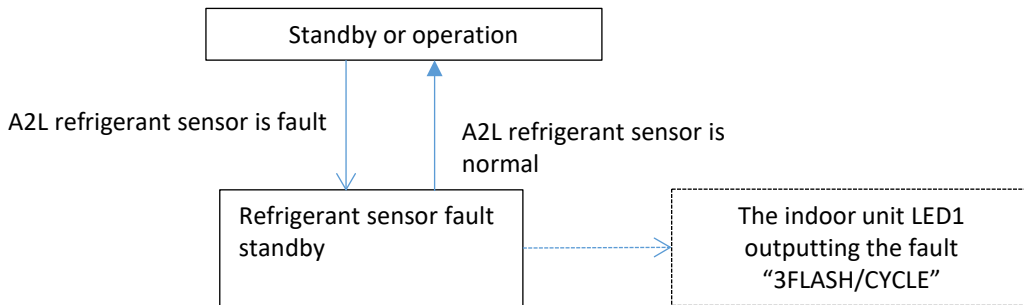 Standby or operation
A2L refrigerant sensor is fault
A2L refrigerant sensor is
normal
Refrigerant sensor fault
standby
The indoor unit LED1
outputting the fault
“3FLASH/CYCLE”